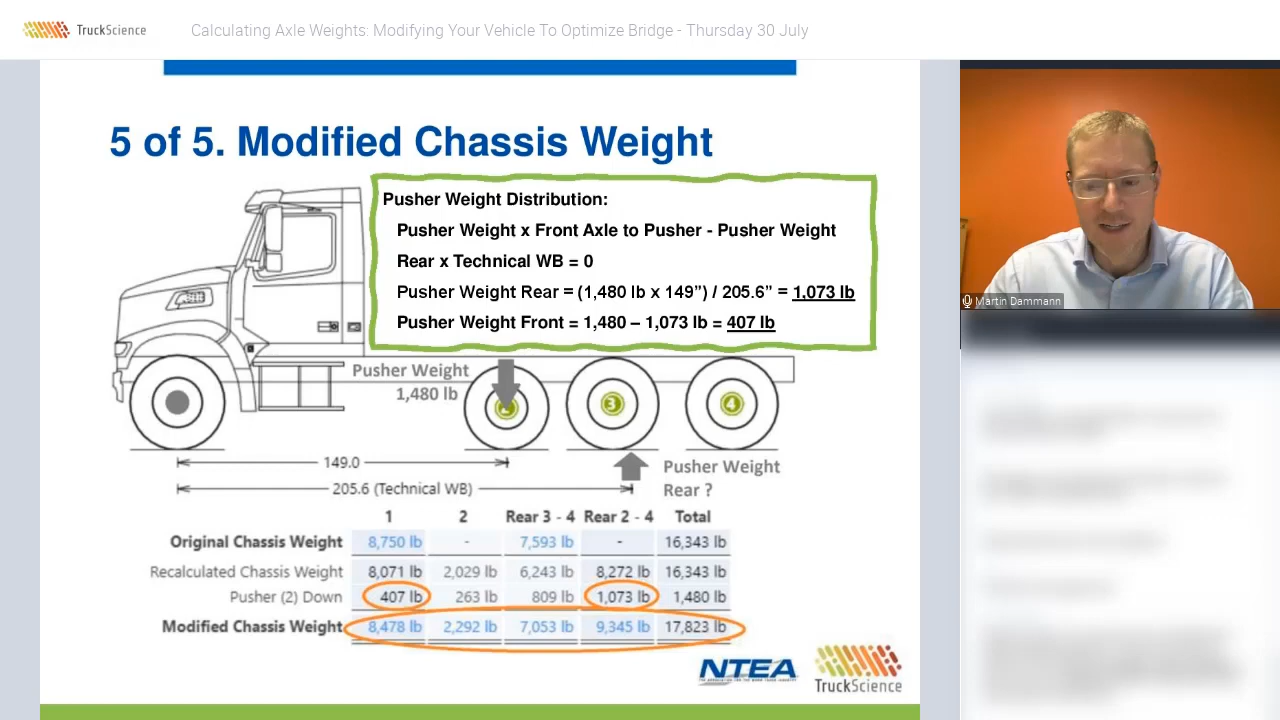 TruckScience
Calculating Axle Weights: Modifying Your Vehicle To Optimize Bridge - Thursday 30 July
5 of 5. Modified Chassis Weight
Pusher Weight Distribution:
Pusher Weight x Front Axle to Pusher - Pusher Weight
Rear x Technical WB = 0
Pusher Weight Rear = (1,480 lb x 149”) / 205.6” = 1,073 lb
Pusher Weight Front = 1,480 – 1,073 lb = 407 lb
Martin Dammann
Pusher Weight
1,480 lb
3
4
149.0
205.6 (Technical WB)
Pusher Weight
Rear ?
1 2 Rear 3 - 4 Rear 2 - 4 Total
Original Chassis Weight 8,750 lb - 7,593 lb - 16,343 lb
Recalculated Chassis Weight 8,071 lb 2,029 lb 6,243 lb 8,272 lb 16,343 lb
Pusher (2) Down 407 lb 263 lb 809 lb 1,073 lb 1,480 lb
Modified Chassis Weight 8,478 lb 2,292 lb 7,053 lb 9,345 lb 17,823 lb
NTEA
TruckScience